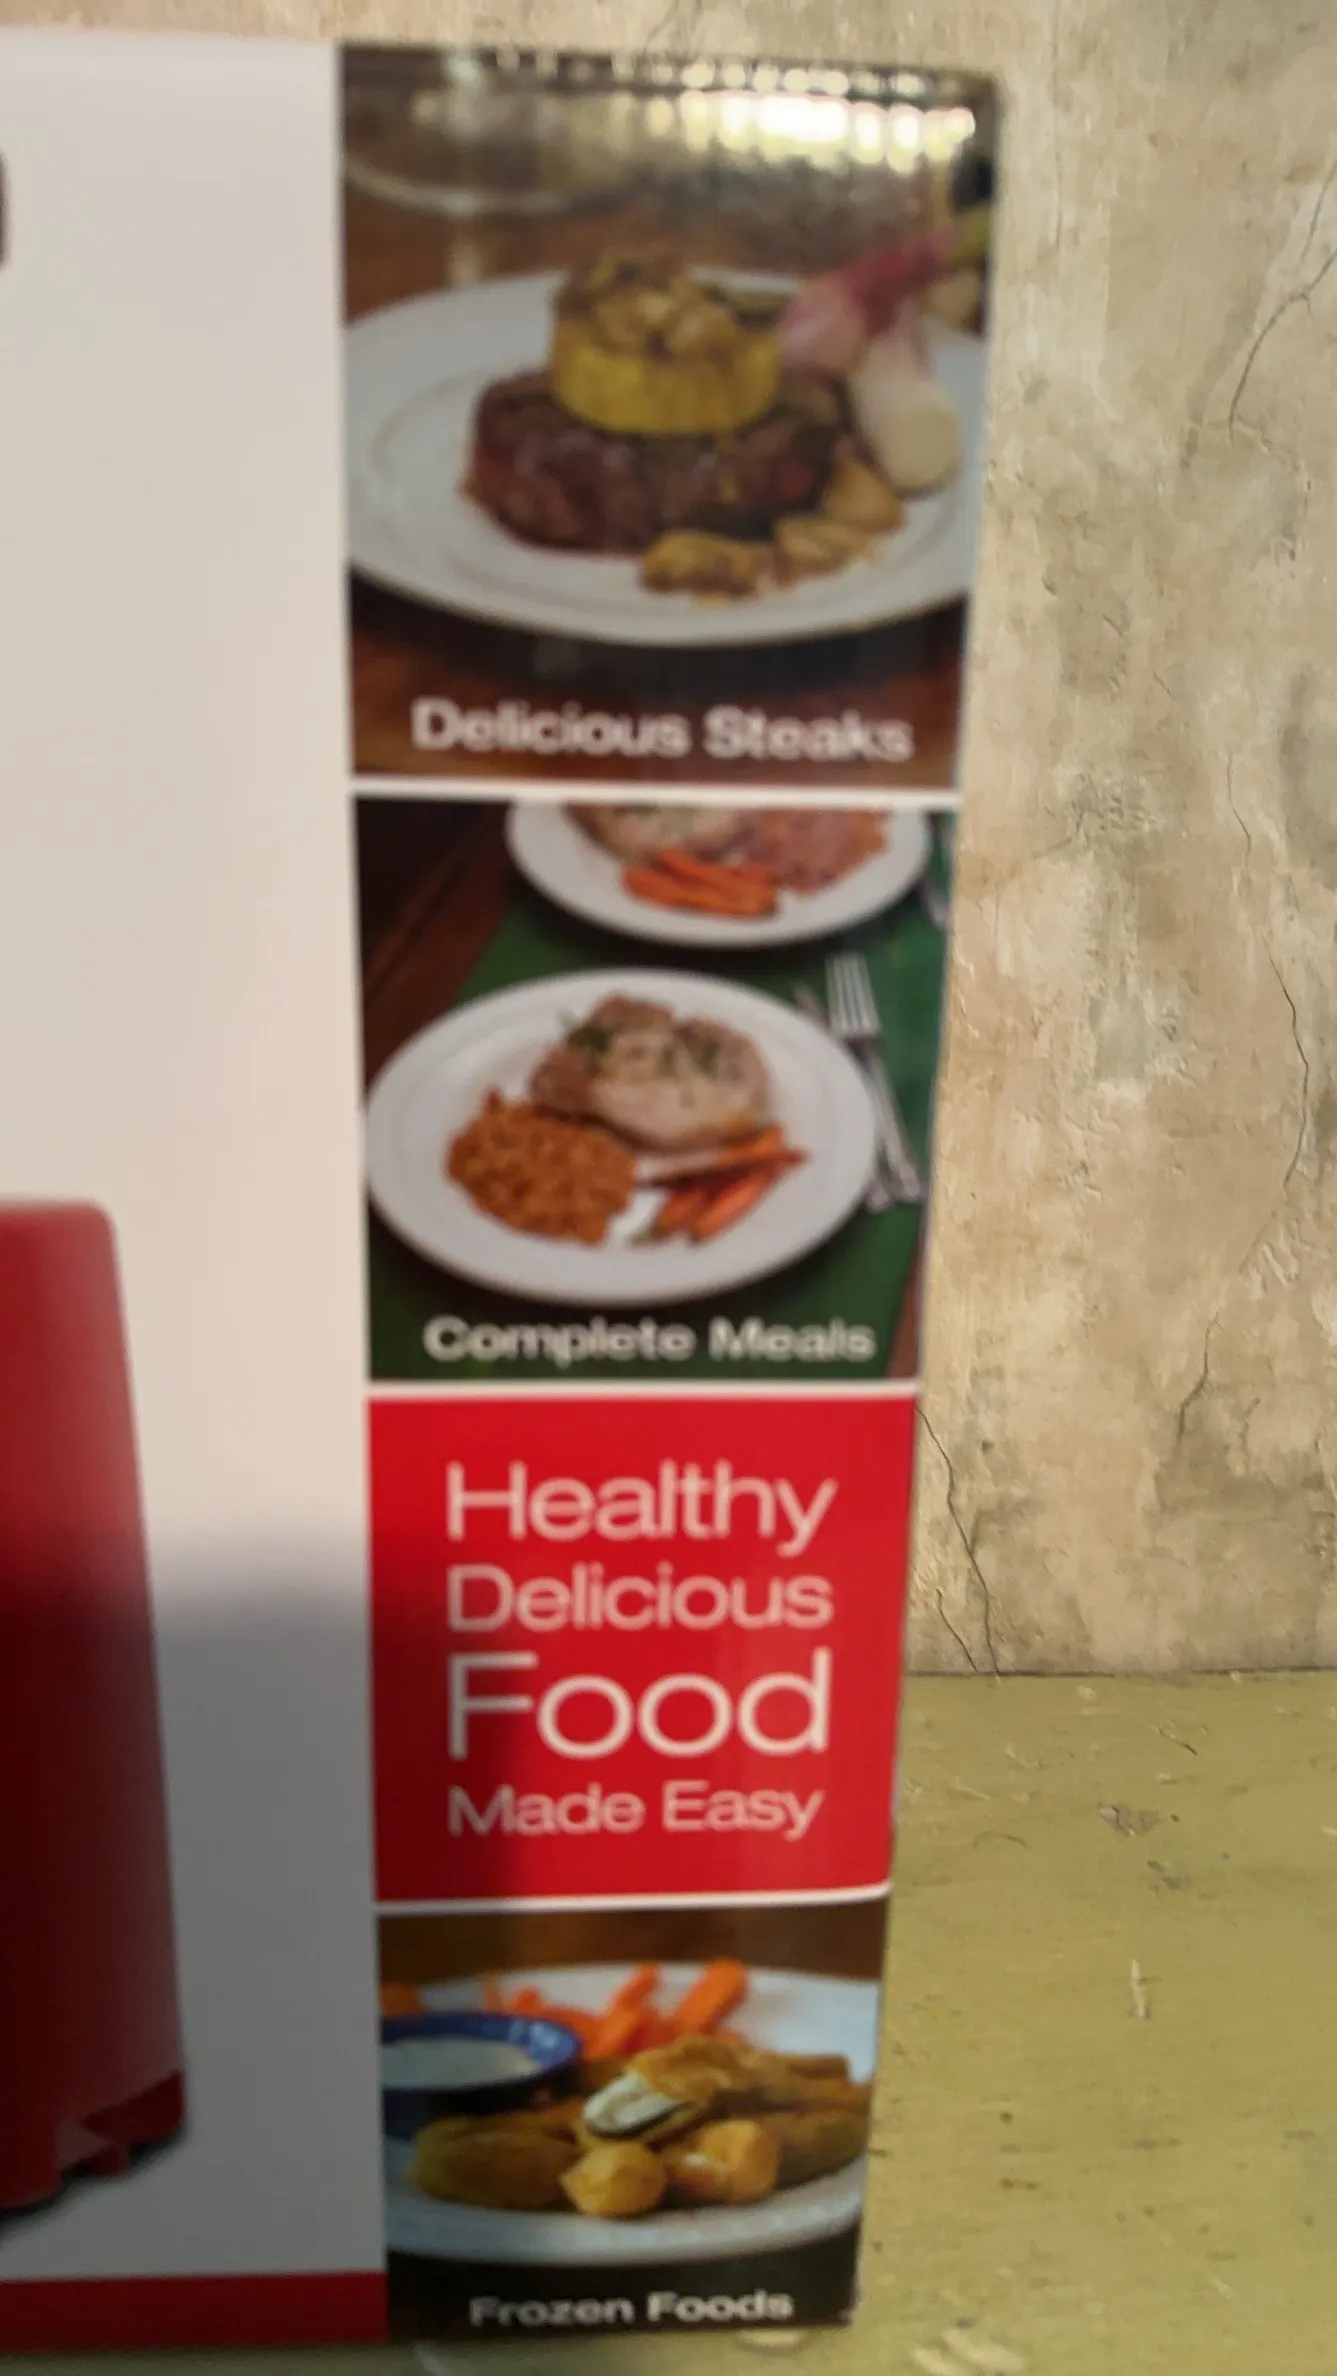 Delicious Steaks
Complete Meals
Healthy
Delicious
Food
Made Easy
Frozen Foods